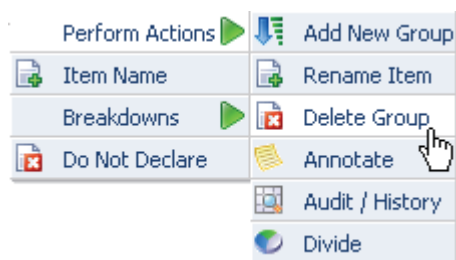 Perform Actions
Item Name
Breakdowns
Do Not Declare
Add New Group
Rename Item
Delete Group
Annotate
Audit / History
Divide